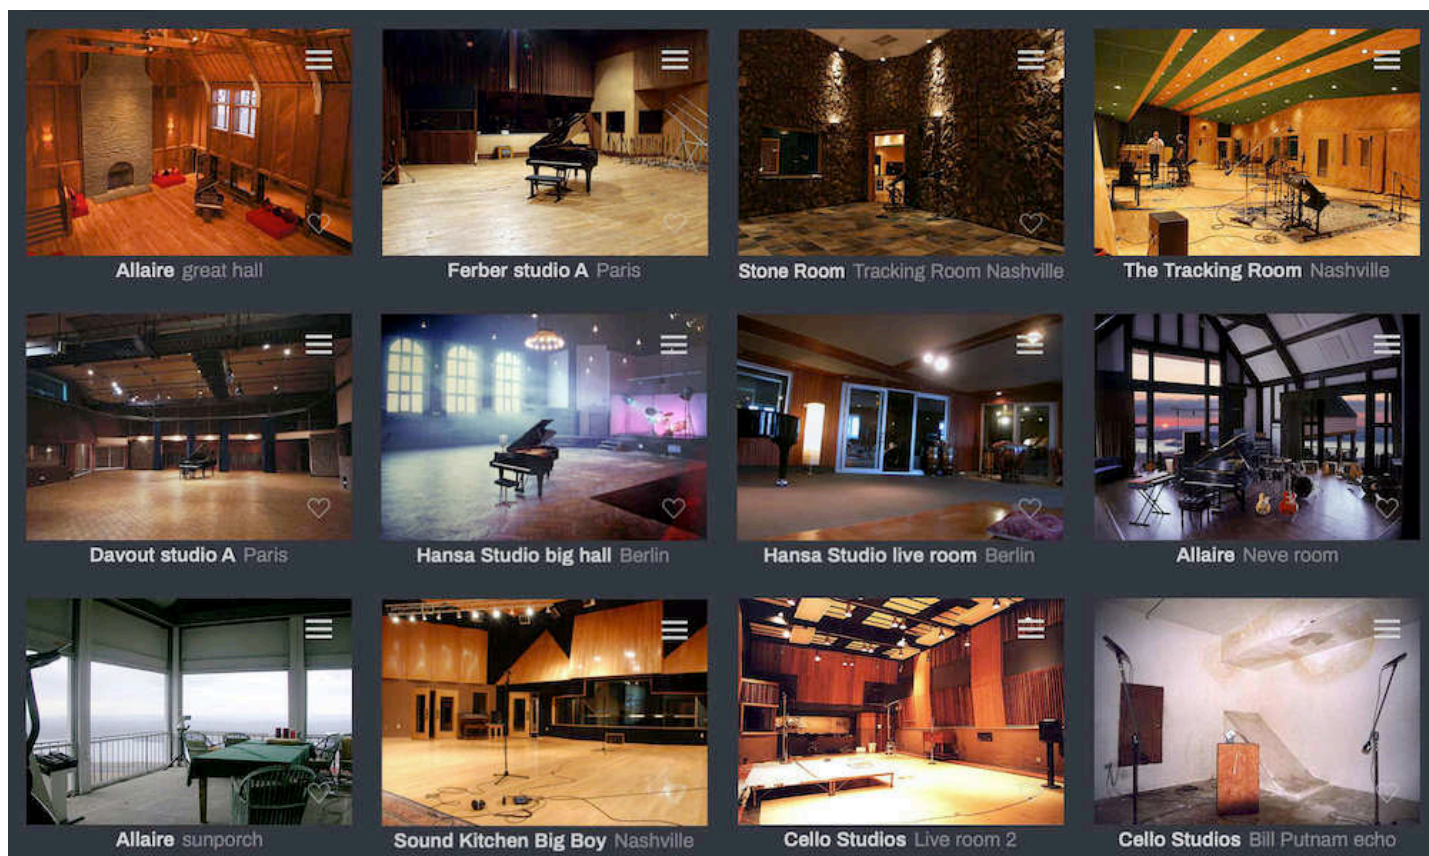 Allaire great hall
Ferber studio A Paris
Stone Room Tracking Room Nashville
The Tracking Room Nashville
Davout studio A Paris
Hansa Studio big hall Berlin
Hansa Studio live room Berlin
Allaire Neve room
Allaire sunporch
Sound Kitchen Big Boy Nashville
Cello Studios Live room 2
Cello Studios Bill Putnam echo